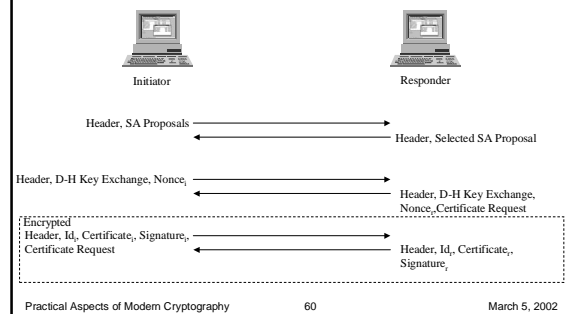 Initiator
Responder
Header, SA Proposals
Header, Selected SA Proposal
Header, D-H Key Exchange, Nonceᵢ
Header, D-H Key Exchange,
Nonceᵣ,Certificate Request
Encrypted
Header, Idᵢ, Certificateᵢ, Signatureᵢ,
Certificate Request
Header, Idᵣ, Certificateᵣ,
Signatureᵣ
Practical Aspects of Modern Cryptography
60
March 5, 2002